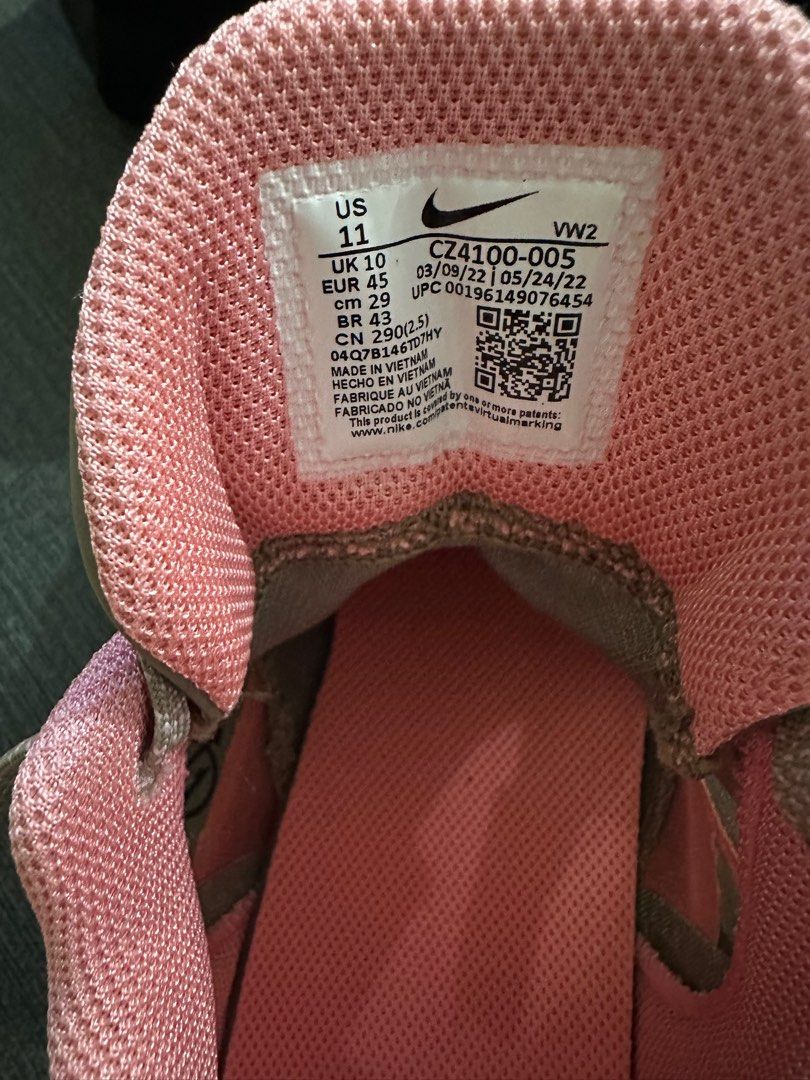 US
11
VW2
UK 10
EUR 45
cm 29
BR 43
CN 290(2.5)
CZ4100-005
03/09/22 | 05/24/22
UPC 00196149076454
04Q7B146TD7HY
MADE IN VIETNAM
HECHO EN VIETNAM
FABRIQUE AU VIETNAM
FABRICADO NO VIETNÃ
This product is covered by one or more patents:
www.nike.com/patentsvirtualmarking